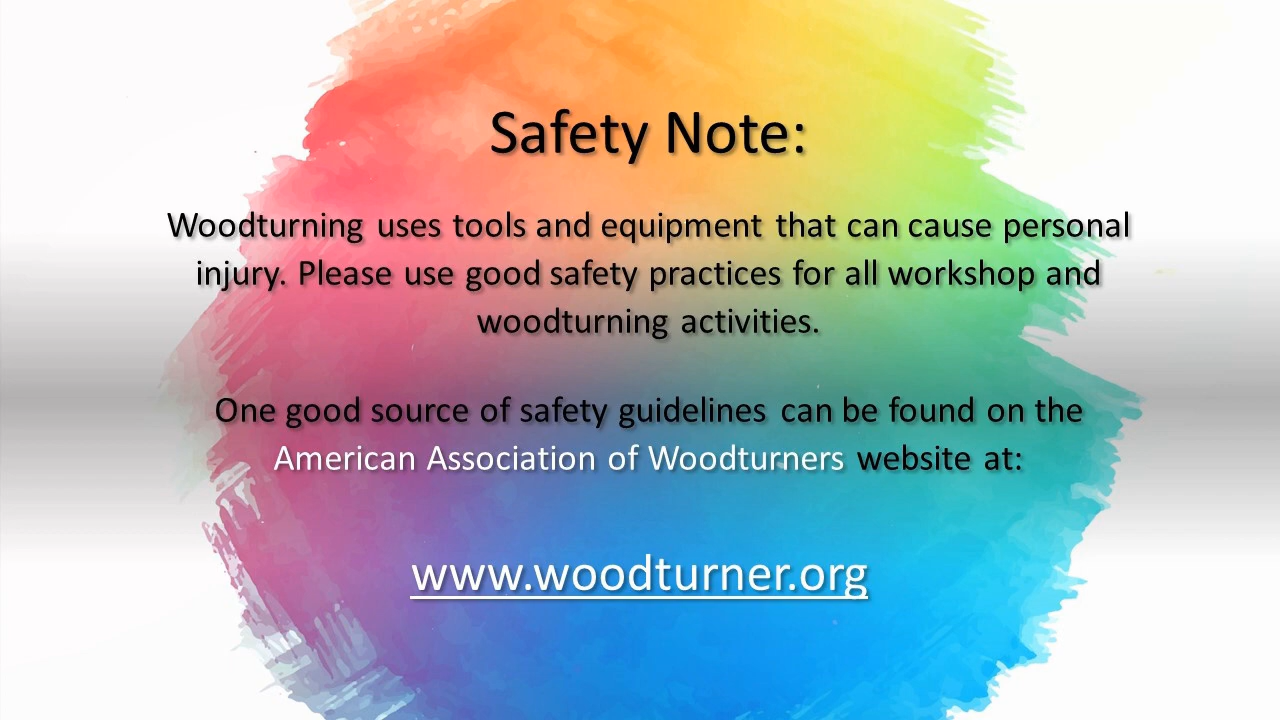 Safety Note:
Woodturning uses tools and equipment that can cause personal
injury. Please use good safety practices for all workshop and
woodturning activities.
One good source of safety guidelines can be found on the
American Association of Woodturners website at:
www.woodturner.org